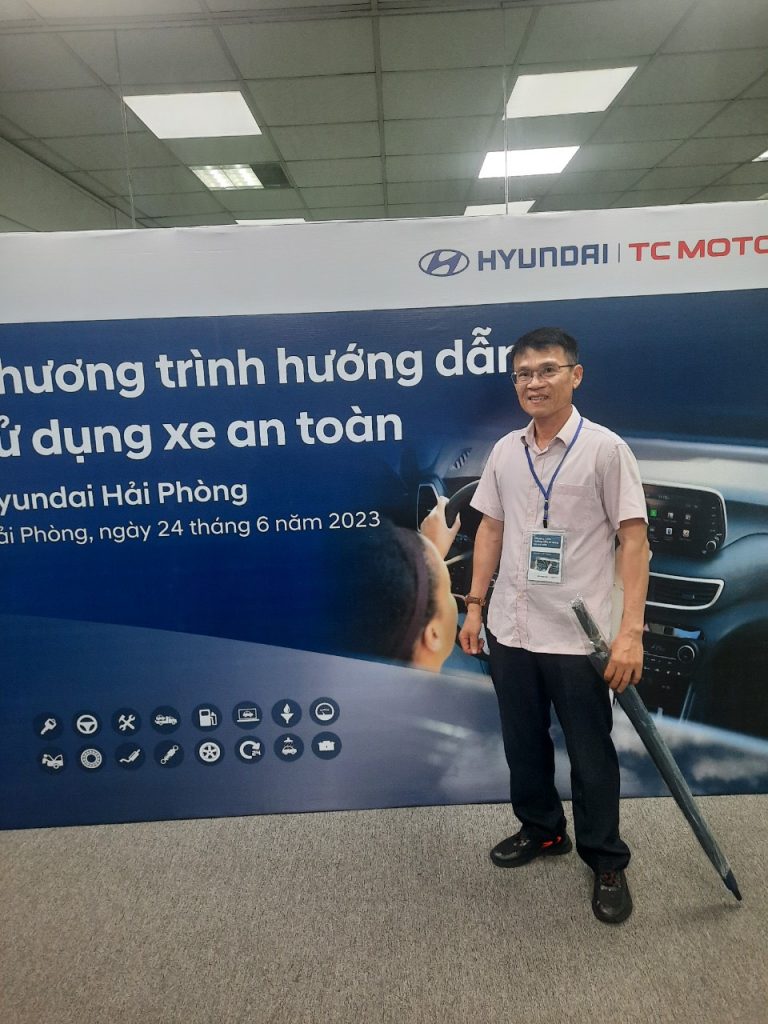 HYUNDAI | TC MOTO
hương trình hướng dẫn
ử dụng xe an toàn
yundai Hải Phòng
ải Phòng, ngày 24 tháng 6 năm 2023